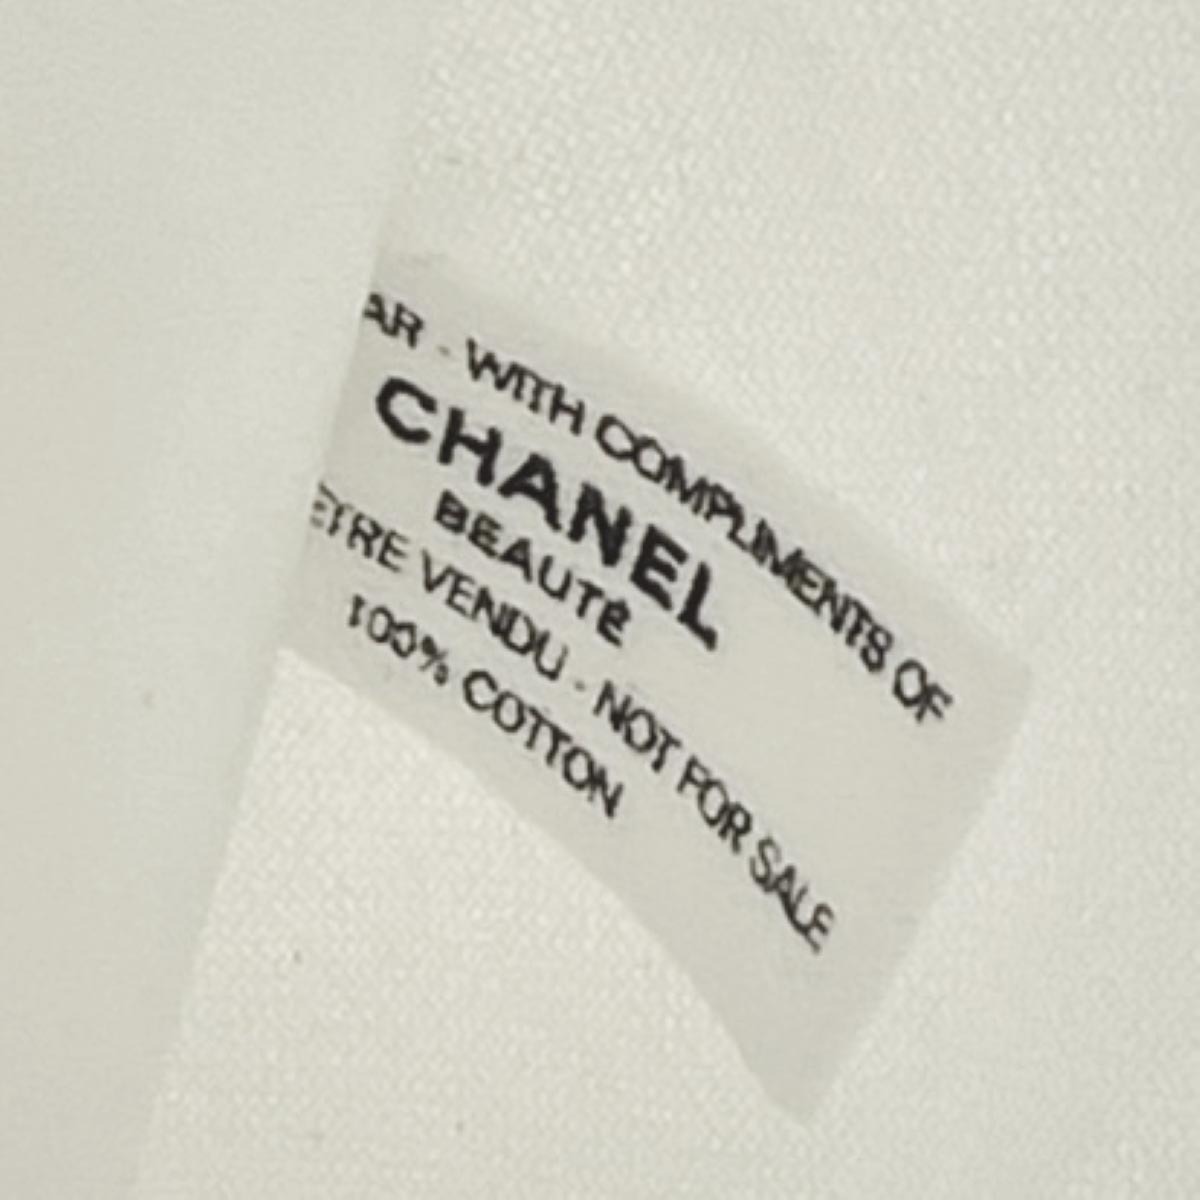 AR - WITH COMPLIMENTS OF
CHANEL
BEAUTÉ
ETRE VENDU - NOT FOR SALE
100% COTTON